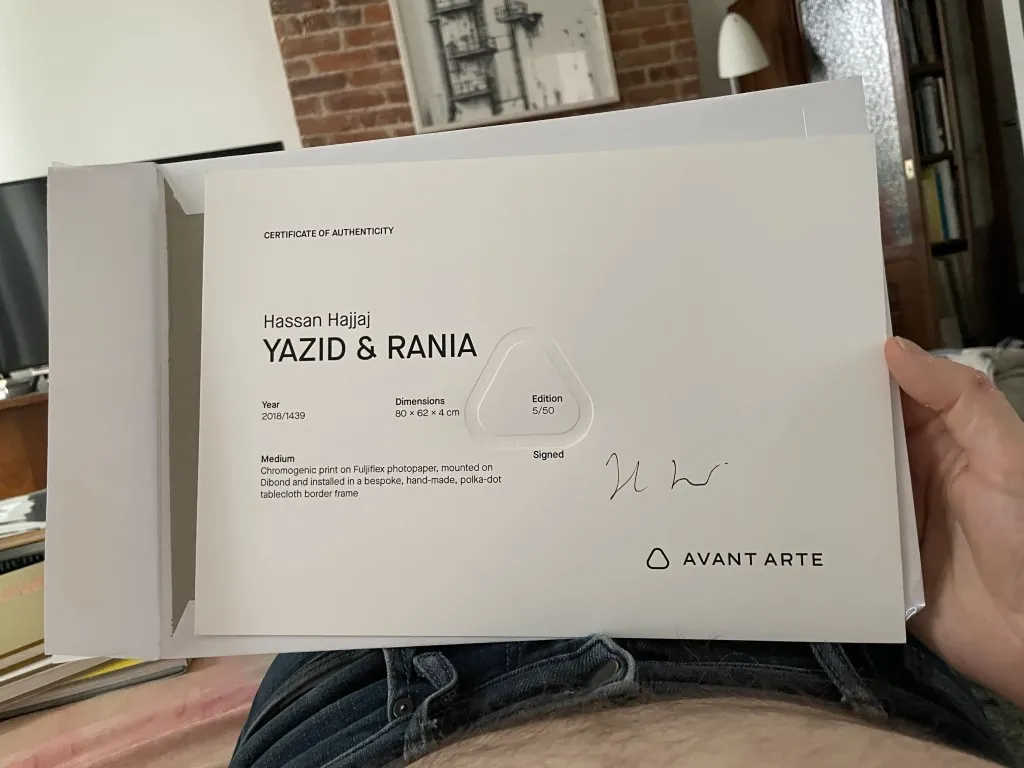 CERTIFICATE OF AUTHENTICITY
Hassan Hajjaj
YAZID & RANIA
Year
2018/1439
Dimensions
80 × 62 × 4 cm
Edition
5/50
Medium
Chromogenic print on Fuljiflex photopaper, mounted on
Dibond and installed in a bespoke, hand-made, polka-dot
tablecloth border frame
Signed
AVANT ARTE